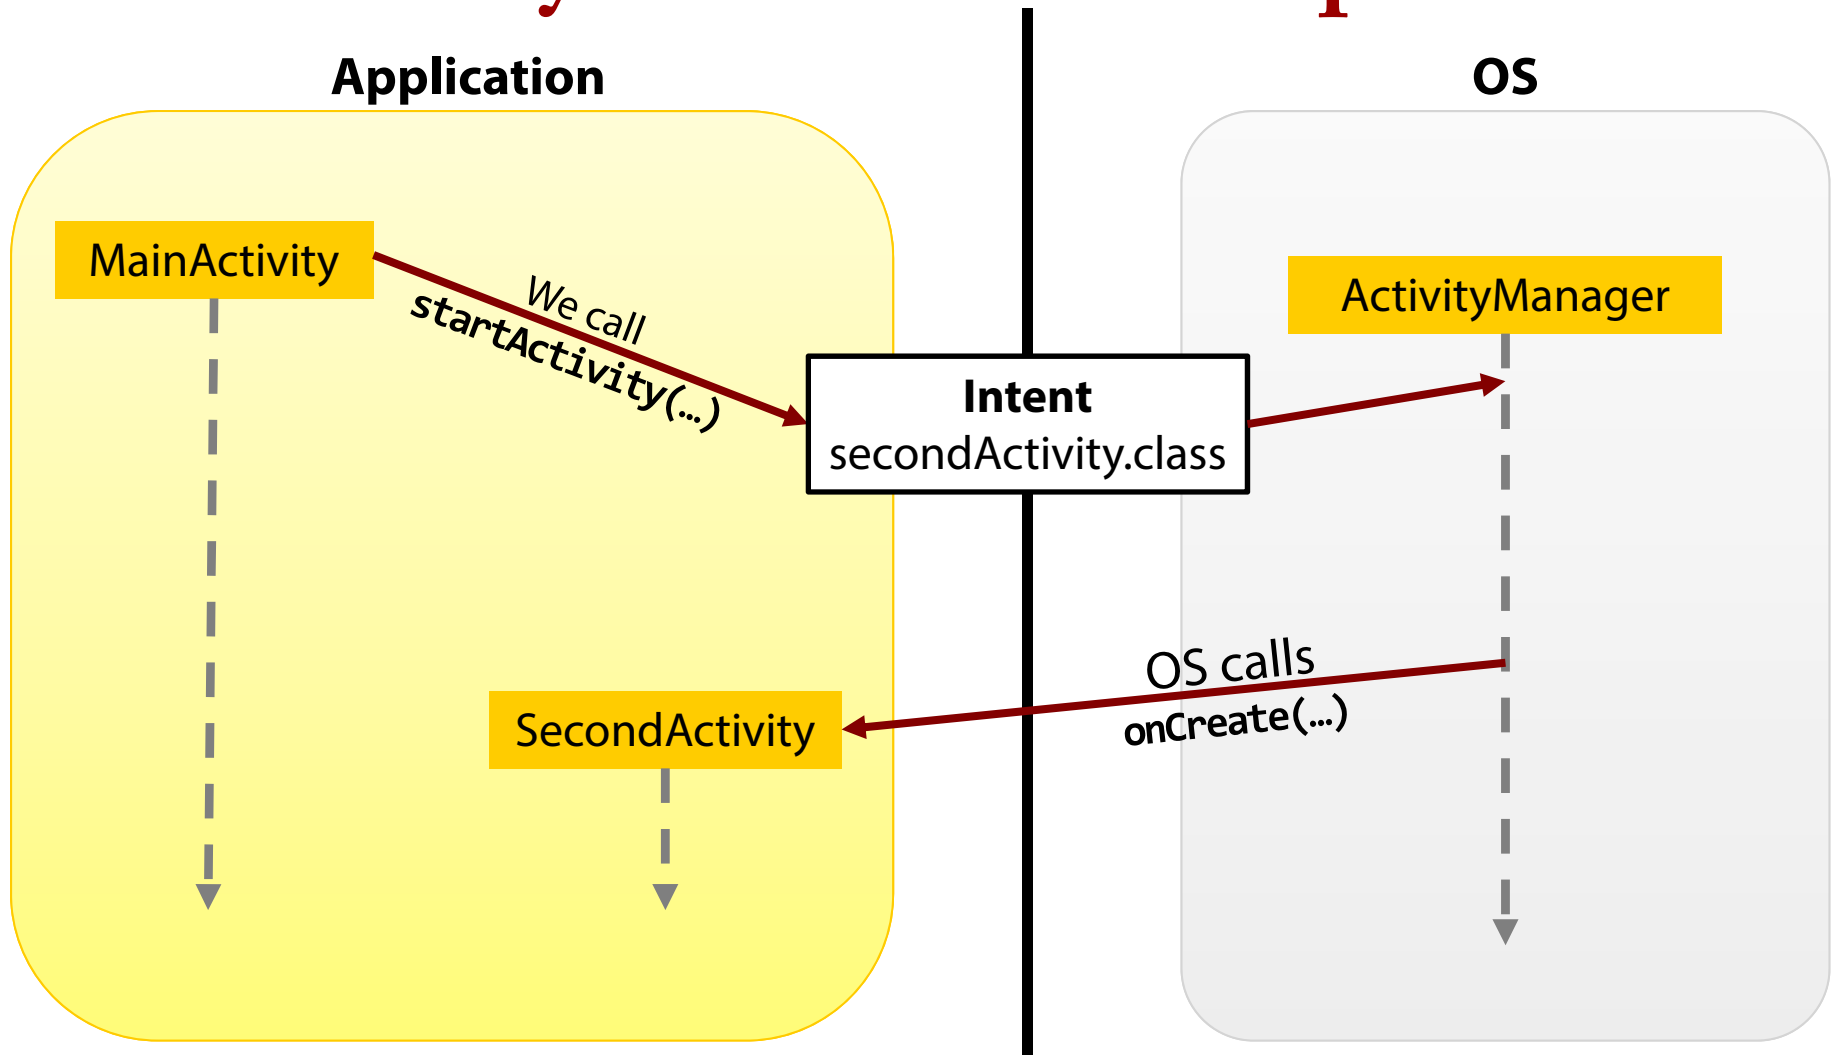 Application
OS
MainActivity
We call
startActivity(…)
ActivityManager
Intent
secondActivity.class
OS calls
onCreate(…)
SecondActivity